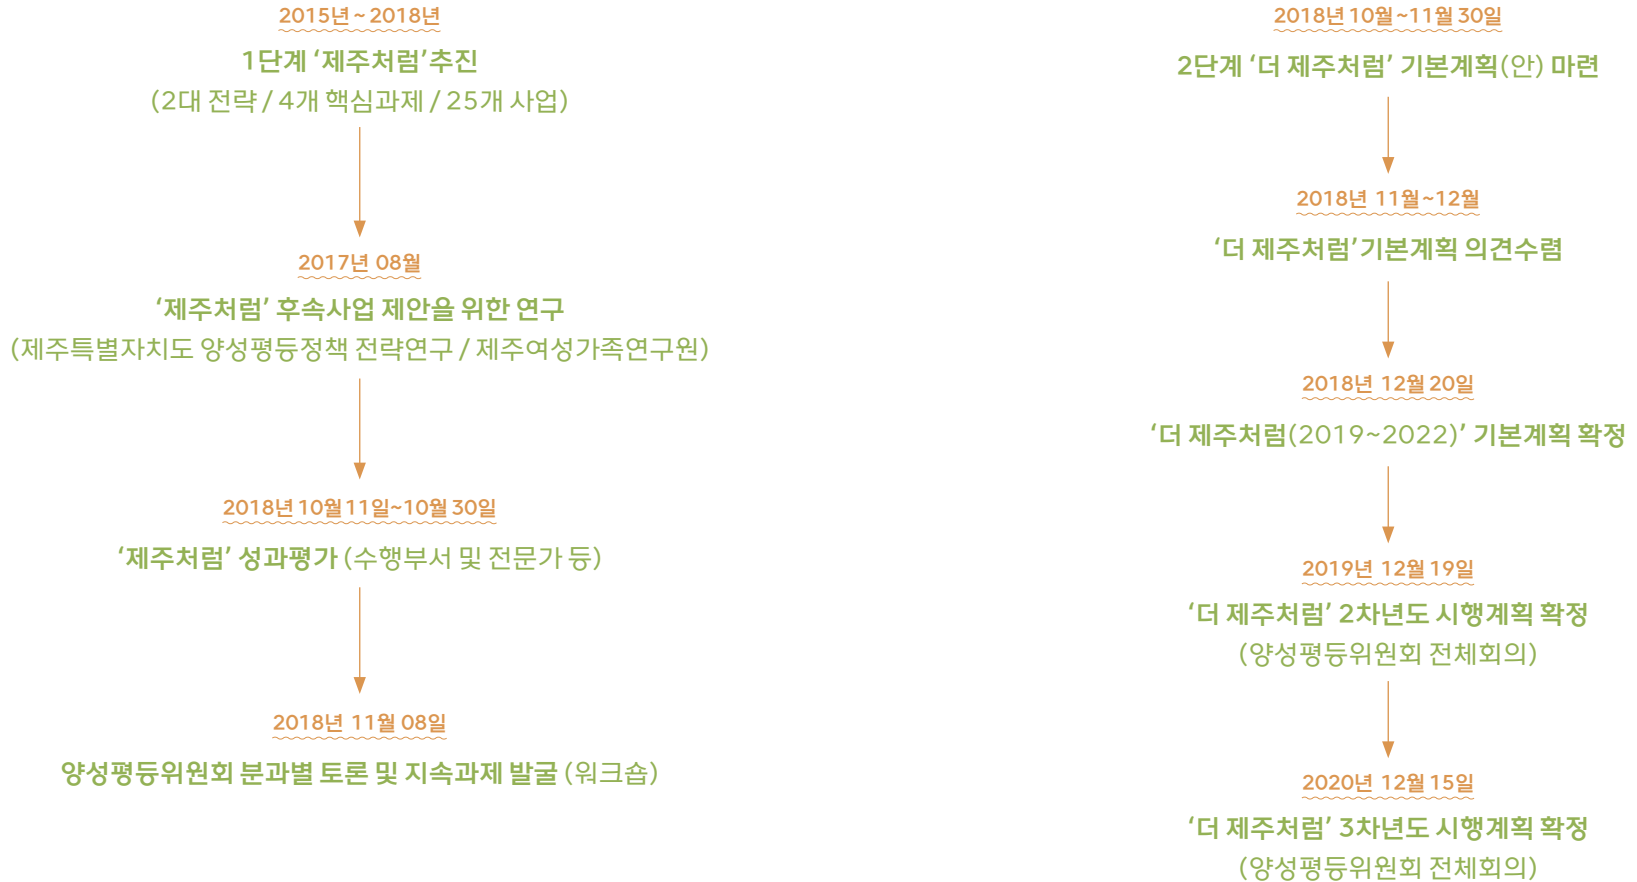 2015년 ~ 2018년
1단계 ‘제주처럼’추진
(2대 전략 / 4개 핵심과제 / 25개 사업)
2017년 08월
‘제주처럼’ 후속사업 제안을 위한 연구
(제주특별자치도 양성평등정책 전략연구 / 제주여성가족연구원)
2018년 10월 11일~10월 30일
‘제주처럼’ 성과평가 (수행부서 및 전문가 등)
2018년 11월 08일
양성평등위원회 분과별 토론 및 지속과제 발굴 (워크숍)
2018년 10월 ~11월 30일
2단계 ‘더 제주처럼’ 기본계획(안) 마련
2018년 11월 ~12월
‘더 제주처럼’기본계획 의견수렴
2018년 12월 20일
‘더 제주처럼(2019~2022)’ 기본계획 확정
2019년 12월 19일
‘더 제주처럼’ 2차년도 시행계획 확정
(양성평등위원회 전체회의)
2020년 12월 15일
‘더 제주처럼’ 3차년도 시행계획 확정
(양성평등위원회 전체회의)